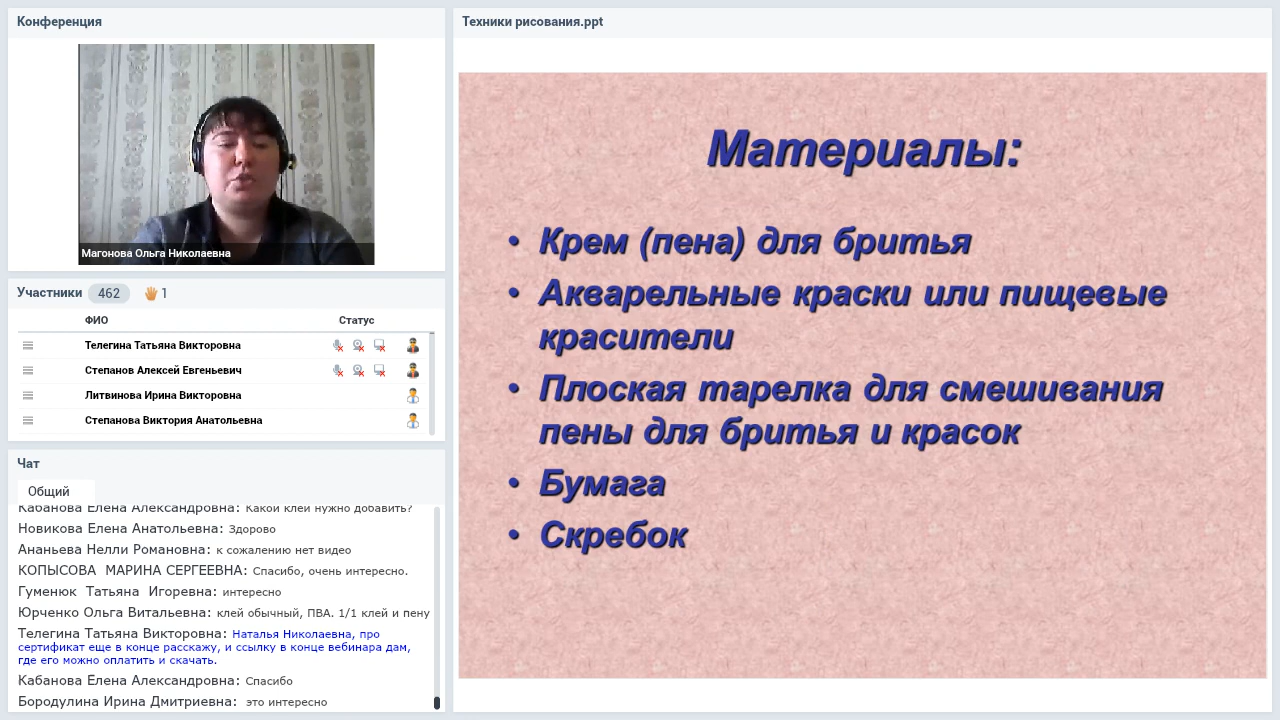 Конференция
Магонова Ольга Николаевна
Участники 462 1
ФИО Статус
Телегина Татьяна Викторовна
Степанов Алексей Евгеньевич
Литвинова Ирина Викторовна
Степанова Виктория Анатольевна
Чат
Общий
Кабанова Елена Александровна: Какой клей нужно добавить?
Новикова Елена Анатольевна: Здорово
Ананьева Нелли Романовна: к сожалению нет видео
КОПЫСОВА МАРИНА СЕРГЕЕВНА: Спасибо, очень интересно.
Гуменюк Татьяна Игоревна: интересно
Юрченко Ольга Витальевна: клей обычный, ПВА. 1/1 клей и пену
Телегина Татьяна Викторовна: Наталья Николаевна, про
сертификат еще в конце расскажу, и ссылку в конце вебинара дам,
где его можно оплатить и скачать.
Кабанова Елена Александровна: Спасибо
Бородулина Ирина Дмитриевна: это интересно
Техники рисования.ppt
Материалы:
• Крем (пена) для бритья
• Акварельные краски или пищевые
красители
• Плоская тарелка для смешивания
пены для бритья и красок
• Бумага
• Скребок